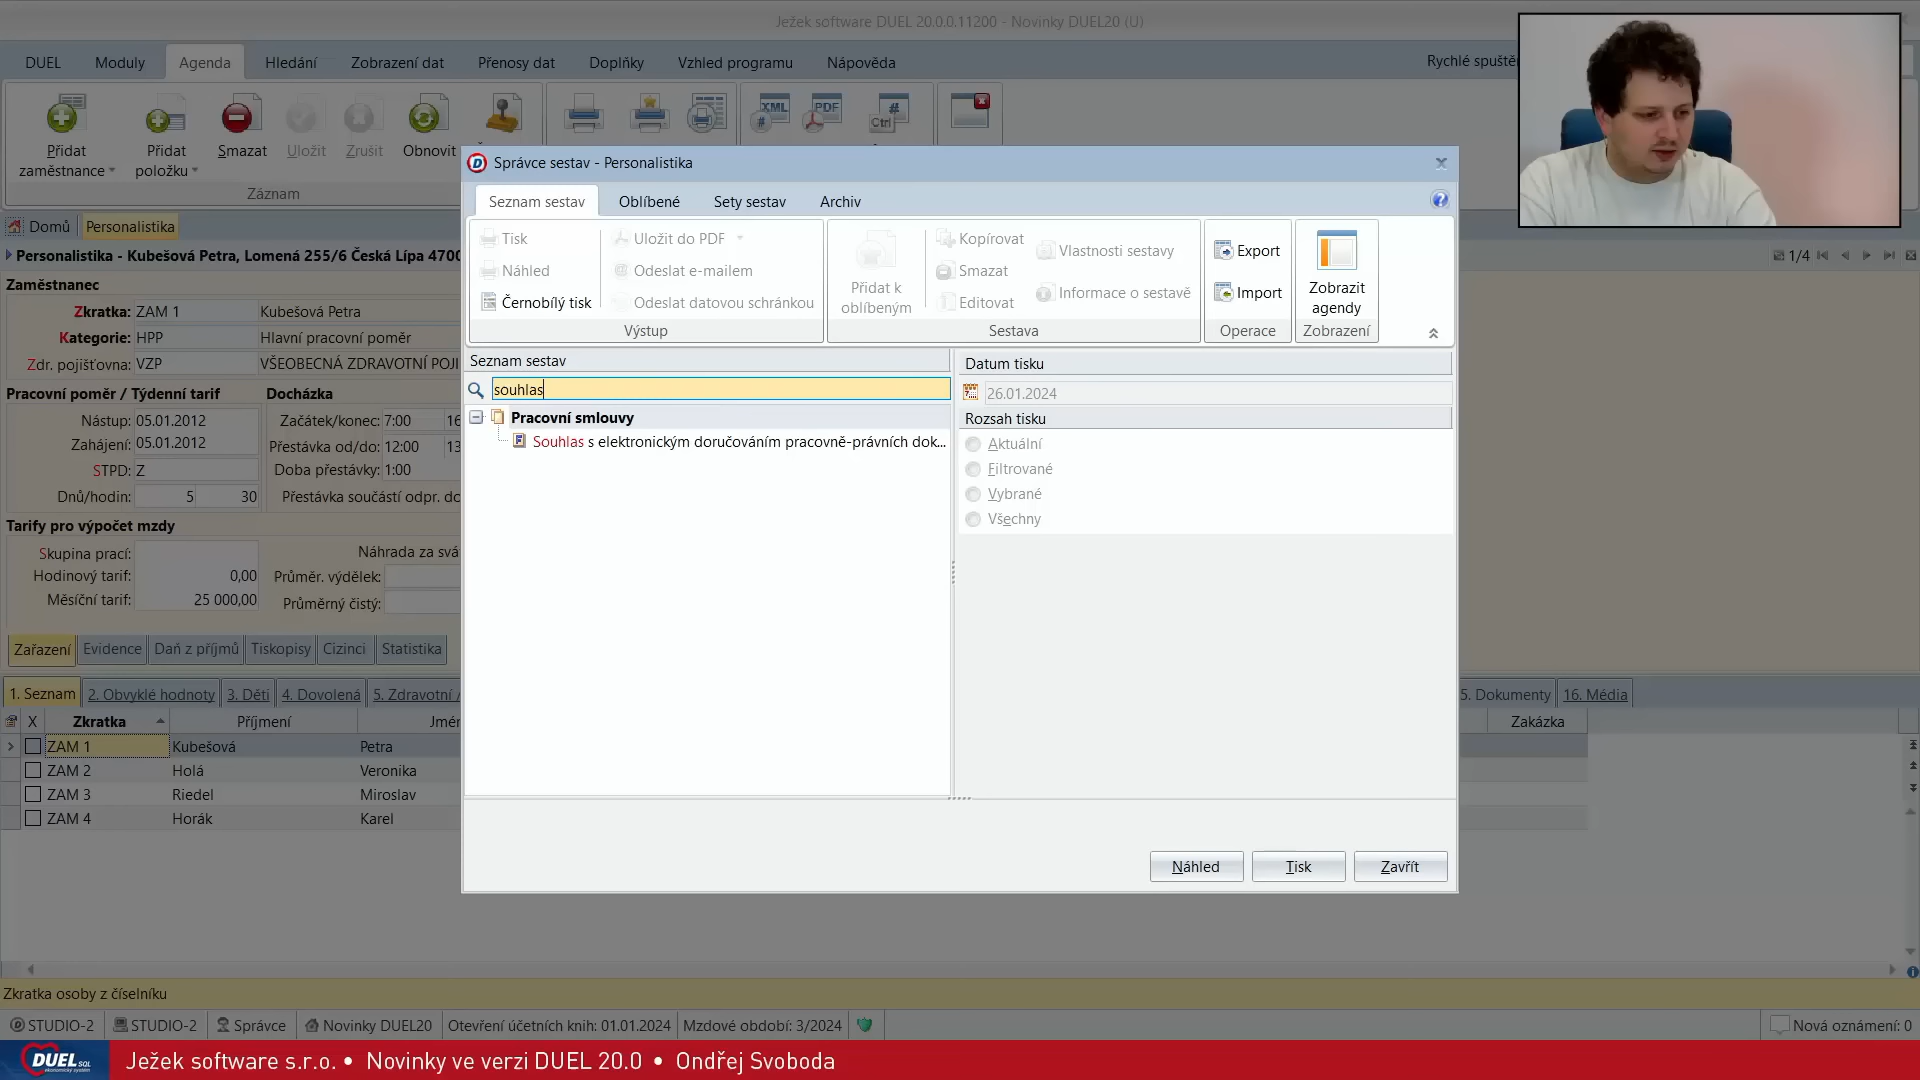 Ježek software DUEL 20.0.0.11200 - Novinky DUEL20 (U)
DUEL Moduly Agenda Hledání Zobrazení dat Přenosy dat Doplňky Vzhled programu Nápověda Rychlé spuště
Přidat zaměstnance
Přidat položku
Smazat Uložit Zrušit Obnovit
Záznam
XML PDF Ctrl
Domů Personalistika
Personalistika - Kubešová Petra, Lomená 255/6 Česká Lípa 4700
1/4
Zaměstnanec
Zkratka: ZAM 1 Kubešová Petra
Kategorie: HPP Hlavní pracovní poměr
Zdr. pojišťovna: VZP VŠEOBECNÁ ZDRAVOTNÍ POJI
Pracovní poměr / Týdenní tarif Docházka
Nástup: 05.01.2012 Začátek/konec: 7:00 16
Zahájení: 05.01.2012 Přestávka od/do: 12:00 13
STPD: Z Doba přestávky: 1:00
Dnů/hodin: 5 30 Přestávka součástí odpr. do
Tarify pro výpočet mzdy
Skupina prací: Náhrada za svá
Hodinový tarif: 0,00 Průměr. výdělek:
Měsíční tarif: 25 000,00 Průměrný čistý:
Zařazení Evidence Daň z příjmů Tiskopisy Cizinci Statistika
1. Seznam 2. Obvyklé hodnoty 3. Děti 4. Dovolená 5. Zdravotní / 5. Dokumenty 16. Média
X Zkratka Příjmení Jmén Zakázka
ZAM 1 Kubešová Petra
ZAM 2 Holá Veronika
ZAM 3 Riedel Miroslav
ZAM 4 Horák Karel
Správce sestav - Personalistika
Seznam sestav Oblíbené Sety sestav Archiv
Tisk Uložit do PDF
Náhled Odeslat e-mailem
Černobílý tisk Odeslat datovou schránkou
Výstup
Přidat k oblíbeným
Kopírovat
Smazat
Editovat
Vlastnosti sestavy
Informace o sestavě
Sestava
Export
Import
Operace
Zobrazit agendy
Zobrazení
Seznam sestav
souhlas
Pracovní smlouvy
Souhlas s elektronickým doručováním pracovně-právních dok...
Datum tisku
26.01.2024
Rozsah tisku
Aktuální
Filtrované
Vybrané
Všechny
Náhled Tisk Zavřít
Zkratka osoby z číselníku
STUDIO-2 STUDIO-2 Správce Novinky DUEL20 Otevření účetních knih: 01.01.2024 Mzdové období: 3/2024 Nová oznámení: 0
DUEL SQL
Ježek software s.r.o. • Novinky ve verzi DUEL 20.0 • Ondřej Svoboda